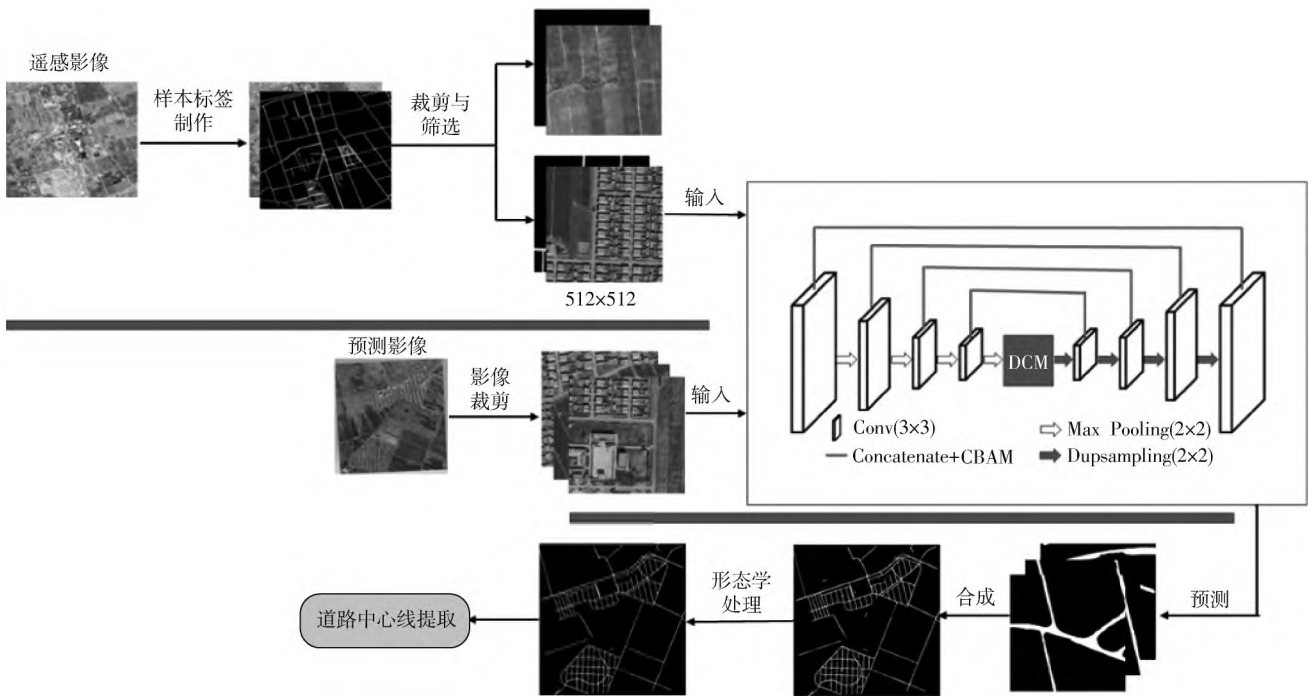 遥感影像
样本标签
制作
裁剪与
筛选
512×512
输入
预测影像
影像
裁剪
输入
DCM
Conv(3×3)
Max Pooling(2×2)
Concatenate+CBAM
Dupsampling(2×2)
预测
合成
形态学
处理
道路中心线提取